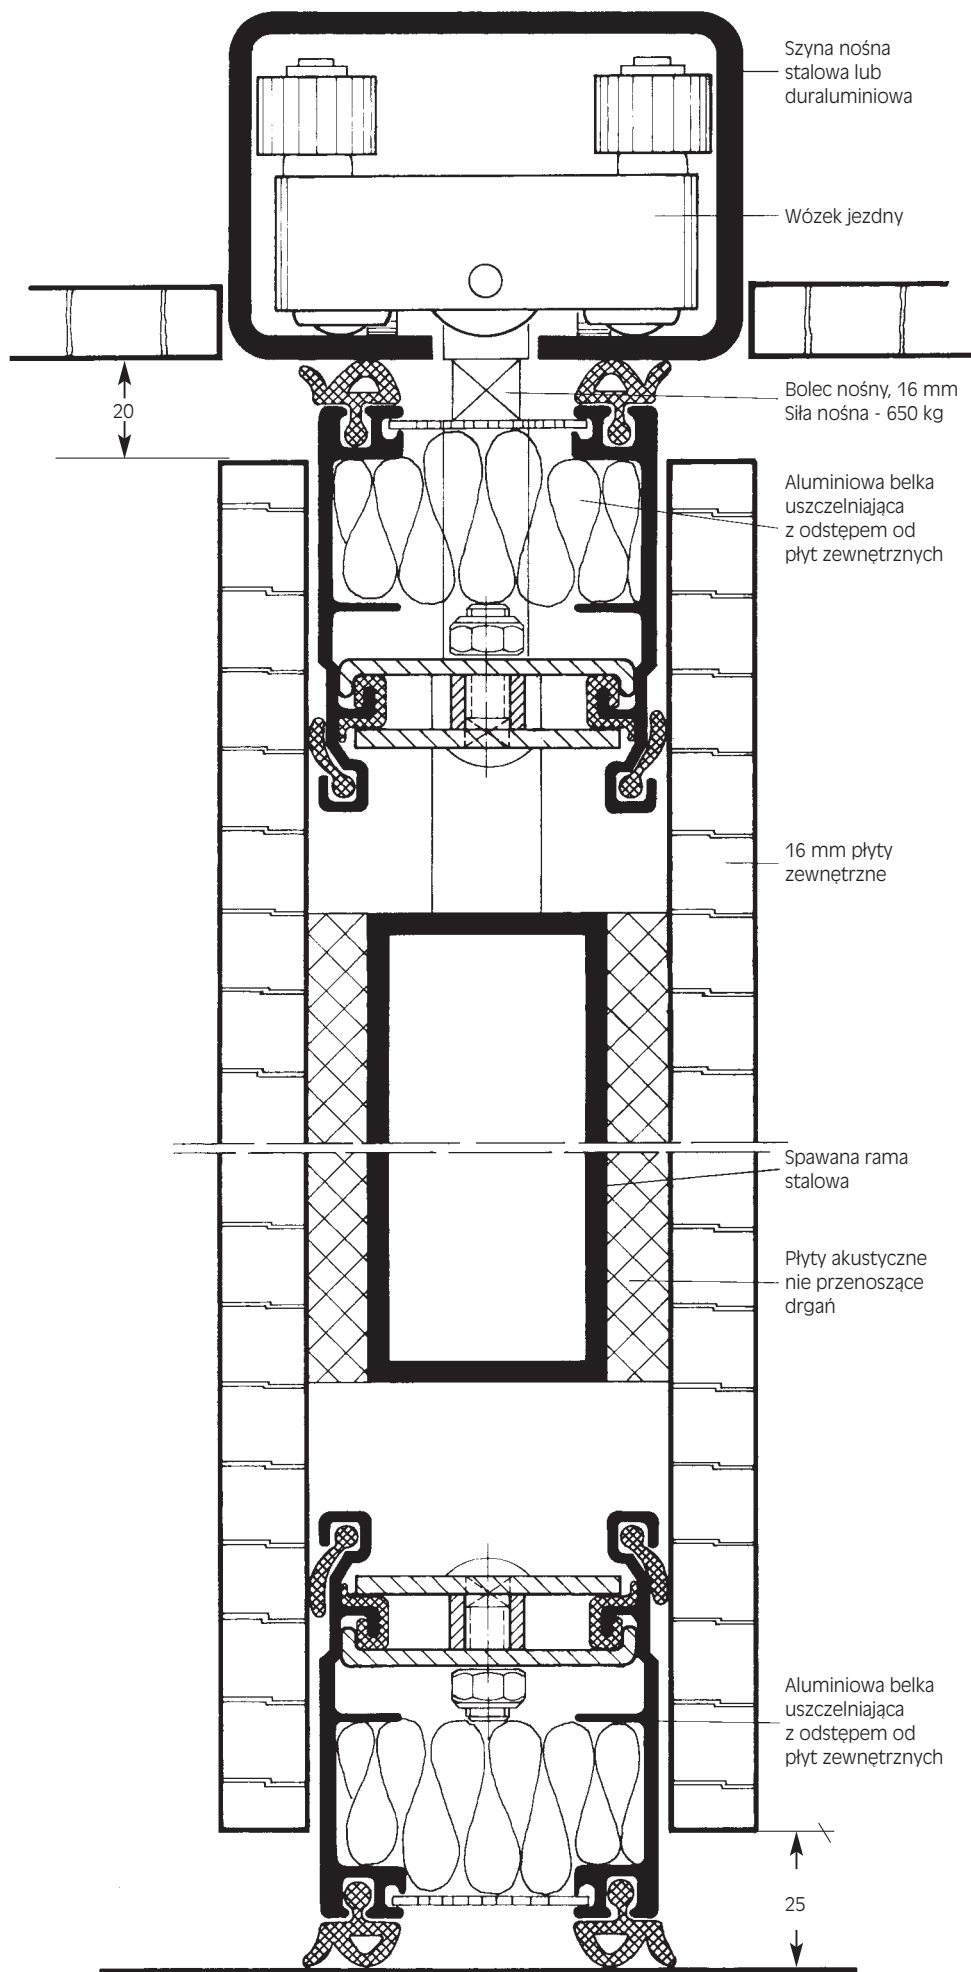 Szyna nośna
stalowa lub
duraluminiowa
Wózek jezdny
Bolec nośny, 16 mm
Siła nośna - 650 kg
20
Aluminiowa belka
uszczelniająca
z odstępem od
płyt zewnętrznych
16 mm płyty
zewnętrzne
Spawana rama
stalowa
Płyty akustyczne
nie przenoszące
drgań
Aluminiowa belka
uszczelniająca
z odstępem od
płyt zewnętrznych
25